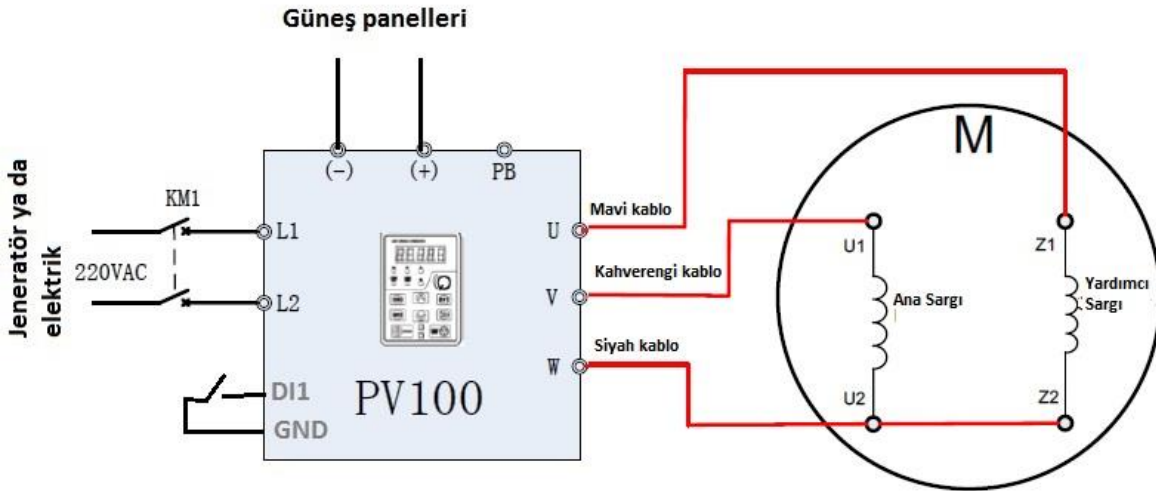 Güneş panelleri
(-)
(+)
PB
Jeneratör ya da
elektrik
KM1
220VAC
L1
L2
DI1
GND
PV100
U
V
W
Mavi kablo
Kahverengi kablo
Siyah kablo
M
U1
U2
Ana Sargı
Z1
Z2
Yardımcı
Sargı